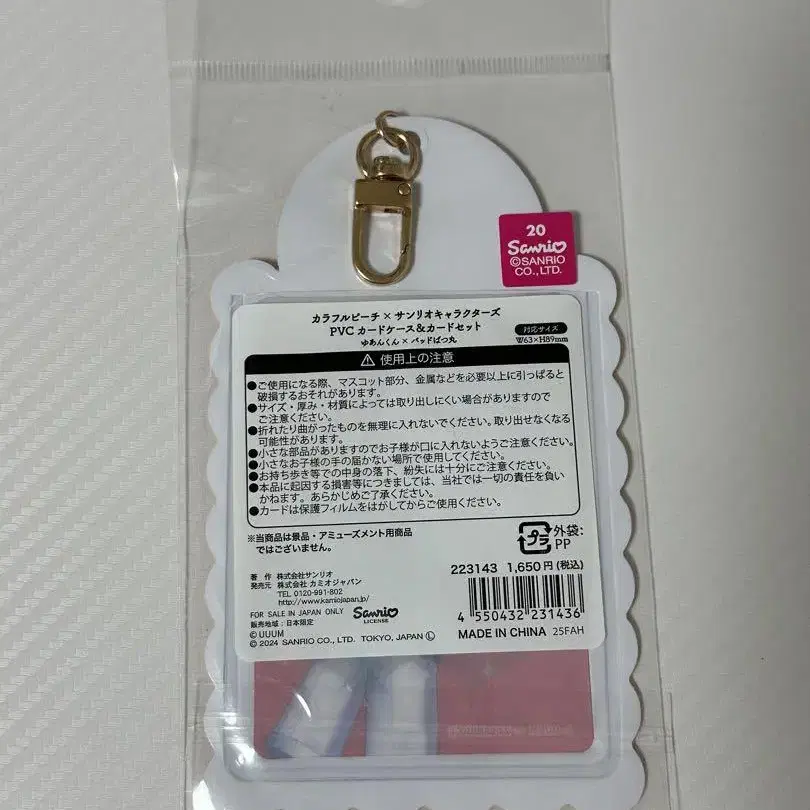 20
Sanrio
©SANRIO
CO., LTD.
カラフルピーチ × サンリオキャラクターズ
PVC カードケース&カードセット
ゆあんくん × バッドばつ丸
対応サイズ
W63×H89mm
⚠ 使用上の注意
●ご使用になる際、マスコット部分、金属などを必要以上に引っぱると
破損するおそれがあります。
●サイズ・厚み・材質によっては取り出しにくい場合がありますので
ご注意ください。
●折れたり曲がったものを無理に入れないでください。取り出せなくなる
可能性があります。
●小さな部品がありますのでお子様が口に入れないようご注意ください。
●小さなお子様の手の届かない場所で使用してください。
●お持ち歩き等での中身の落下、紛失には十分にご注意ください。
●本品に起因する損害等につきましては、当社では一切の責任を負い
かねます。あらかじめご了承ください。
●カードは保護フィルムをはがしてからご使用ください。
※当商品は景品・アミューズメント用商品
ではございません。
プラ
外袋:
PP
著 作 株式会社サンリオ
発売元 株式会社 カミオジャパン
TEL 0120-991-802
http://www.kamiojapan.jp/
FOR SALE IN JAPAN ONLY
販売地域:日本限定
Sanrio
LICENSE
©UUUM
© 2024 SANRIO CO., LTD. TOKYO, JAPAN Ⓛ
223143 1,650円(税込)
4 550432 231436
MADE IN CHINA 25FAH